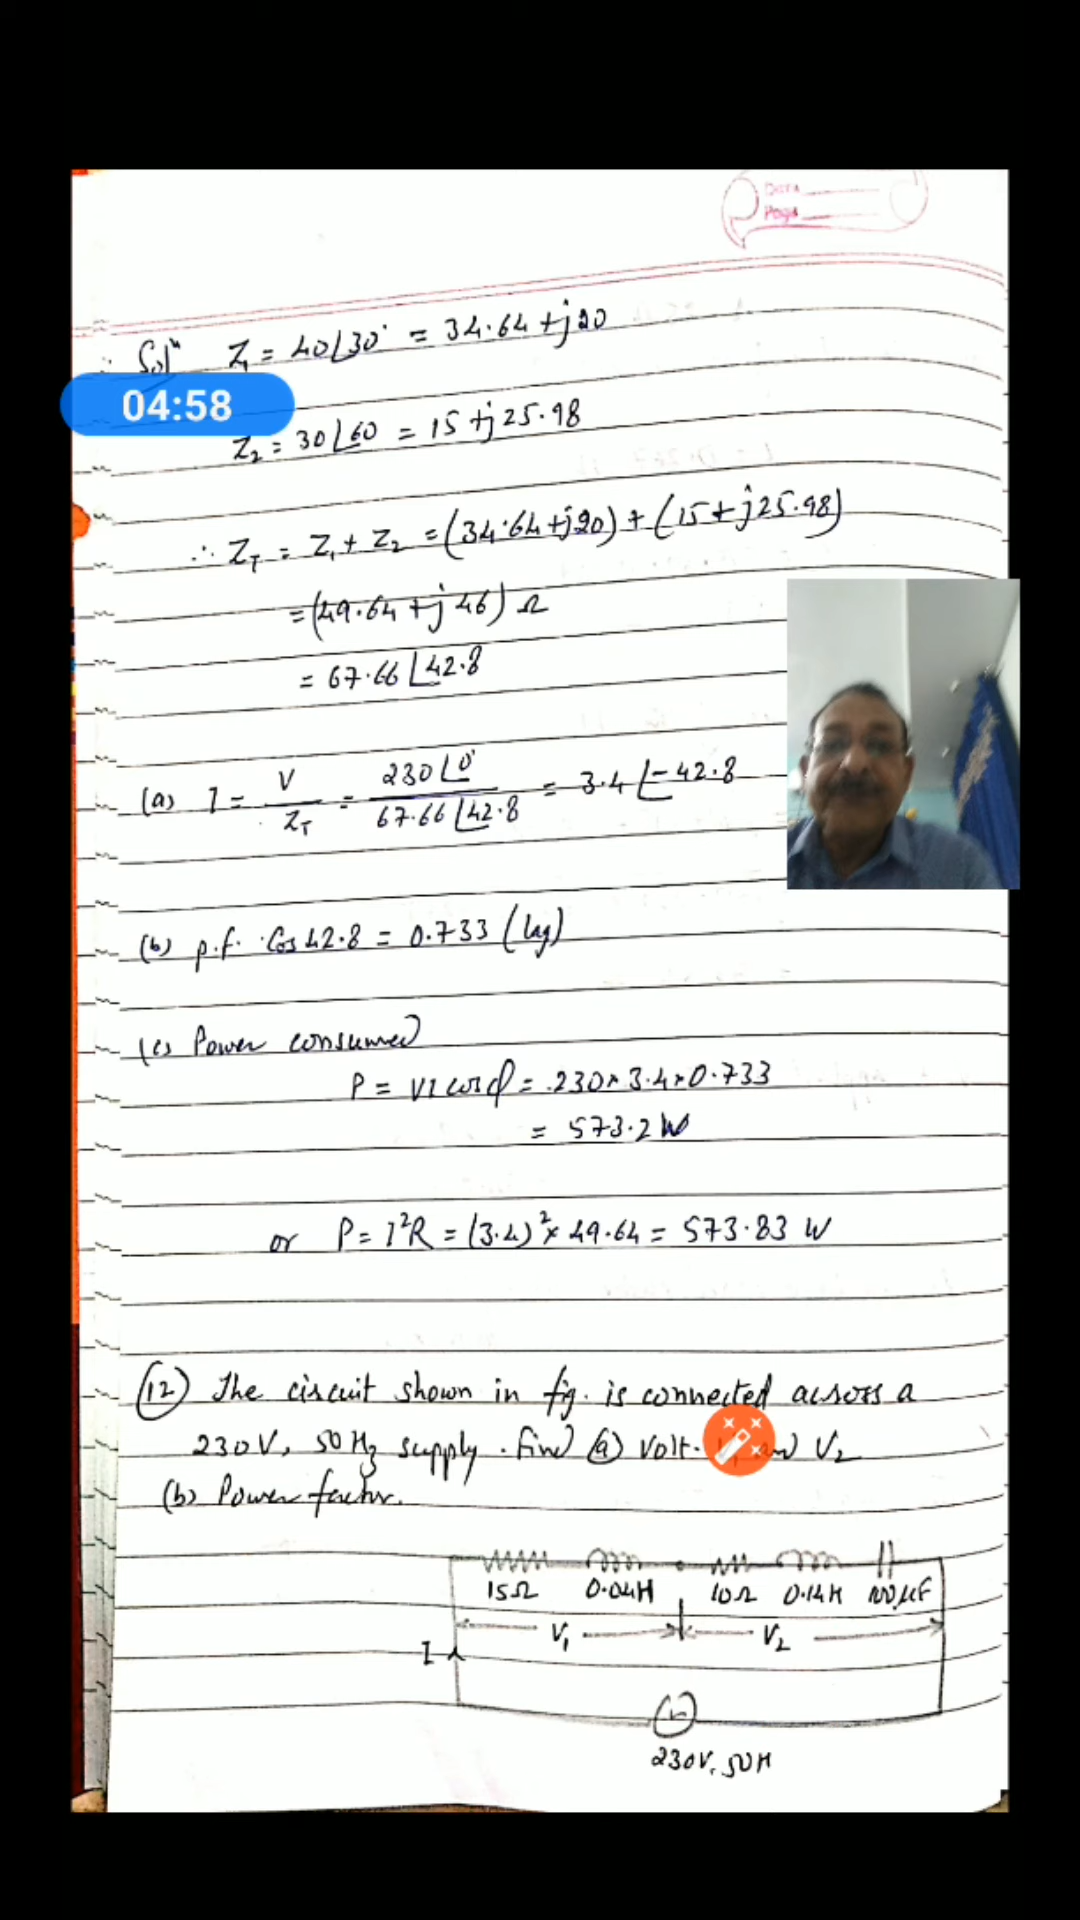 Date
Page
Solⁿ Z₁ = 40∠30° = 34.64 + j20
04:58
Z₂ = 30∠60 = 15 + j25.98
∴ Z_T = Z₁ + Z₂ = (34.64 + j20) + (15 + j25.98)
= (49.64 + j46) Ω
= 67.66 ∠42.8
(a) I = V/Z_T = 230∠0°/67.66∠42.8 = 3.4 ∠-42.8
(b) p.f. Cos 42.8 = 0.733 (lag)
(c) Power consumed
P = VI cos φ = 230 × 3.4 × 0.733
= 573.2 W
or P = I²R = (3.4)² × 49.64 = 573.83 W
(12) The circuit shown in fig. is connected across a
230V, 50 Hz supply. Find (a) Volt. and V₂
(b) Power factor.
15Ω 0.04H 10Ω 0.14H 100μF
V₁ V₂
I
230V, 50H